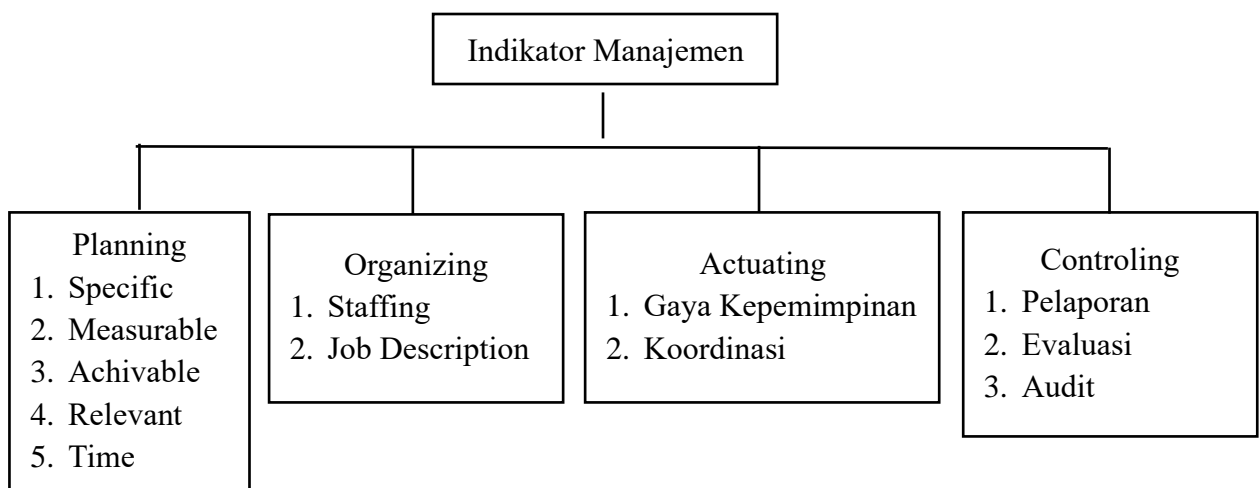 Indikator Manajemen
Planning
1. Specific
2. Measurable
3. Achivable
4. Relevant
5. Time
Organizing
1. Staffing
2. Job Description
Actuating
1. Gaya Kepemimpinan
2. Koordinasi
Controling
1. Pelaporan
2. Evaluasi
3. Audit